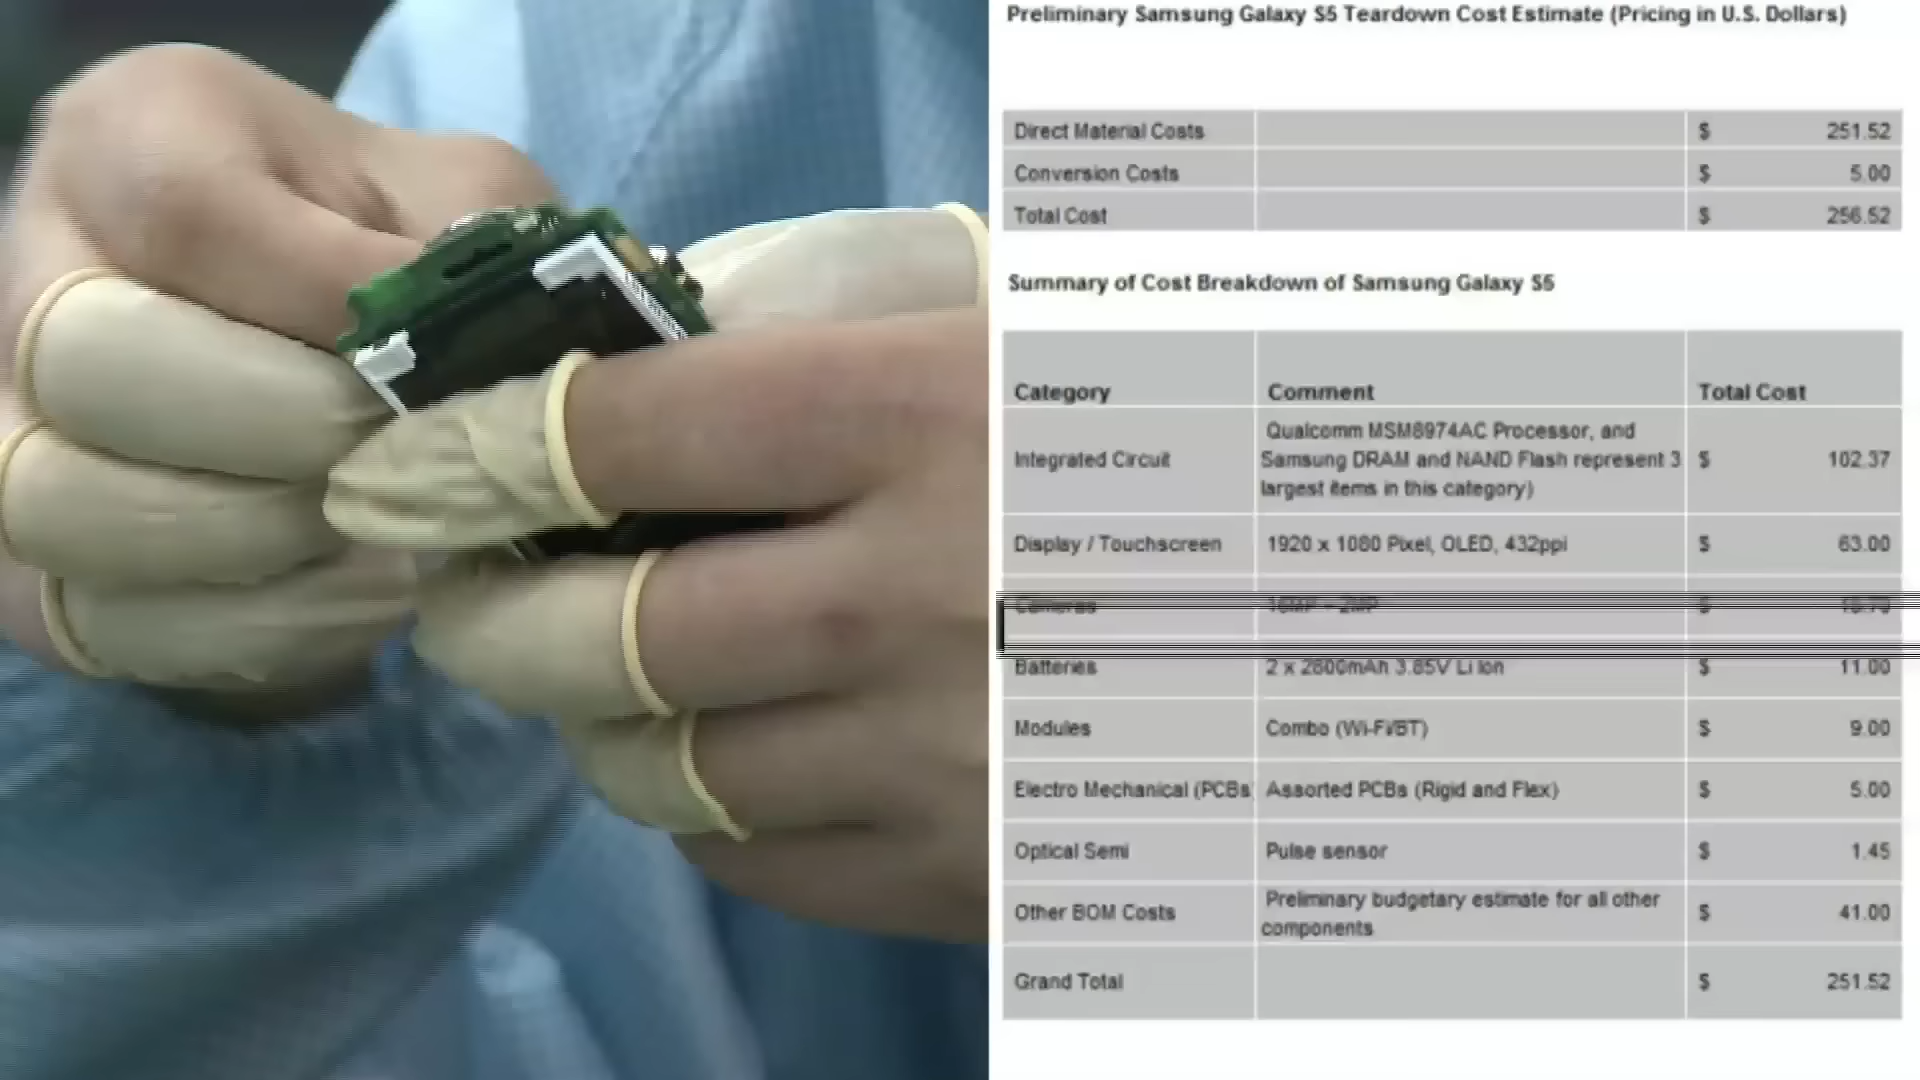 Preliminary Samsung Galaxy S5 Teardown Cost Estimate (Pricing in U.S. Dollars)
Direct Material Costs $ 251.52
Conversion Costs $ 5.00
Total Cost $ 256.52
Summary of Cost Breakdown of Samsung Galaxy S5
Category Comment Total Cost
Qualcomm MSM8974AC Processor, and
Integrated Circuit Samsung DRAM and NAND Flash represent 3 $ 102.37
largest items in this category)
Display / Touchscreen 1920 x 1080 Pixel, OLED, 432ppi $ 63.00
Cameras 16MP - 2MP $
Batteries 2 x 2800mAh 3.85V Li Ion $ 11.00
Modules Combo (Wi-Fi/BT) $ 9.00
Electro Mechanical (PCBs Assorted PCBs (Rigid and Flex) $ 5.00
Optical Semi Pulse sensor $ 1.45
Preliminary budgetary estimate for all other
Other BOM Costs $ 41.00
components
Grand Total $ 251.52